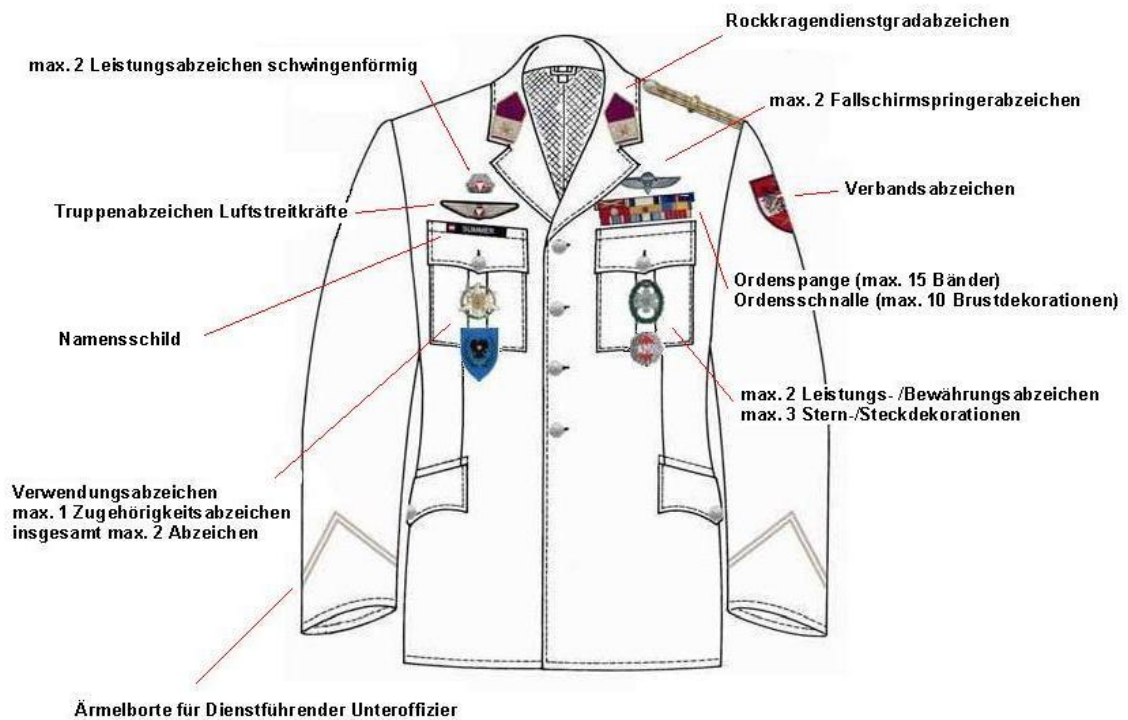 Rockkragendienstgradabzeichen
max. 2 Leistungsabzeichen schwingenförmig
max. 2 Fallschirmspringerabzeichen
Verbandsabzeichen
Truppenabzeichen Luftstreitkräfte
SUMMER
Ordenspange (max. 15 Bänder)
Ordensschnalle (max. 10 Brustdekorationen)
Namensschild
max. 2 Leistungs- /Bewährungsabzeichen
max. 3 Stern-/Steckdekorationen
Verwendungsabzeichen
max. 1 Zugehörigkeitsabzeichen
insgesamt max. 2 Abzeichen
Ärmelborte für Dienstführender Unteroffizier